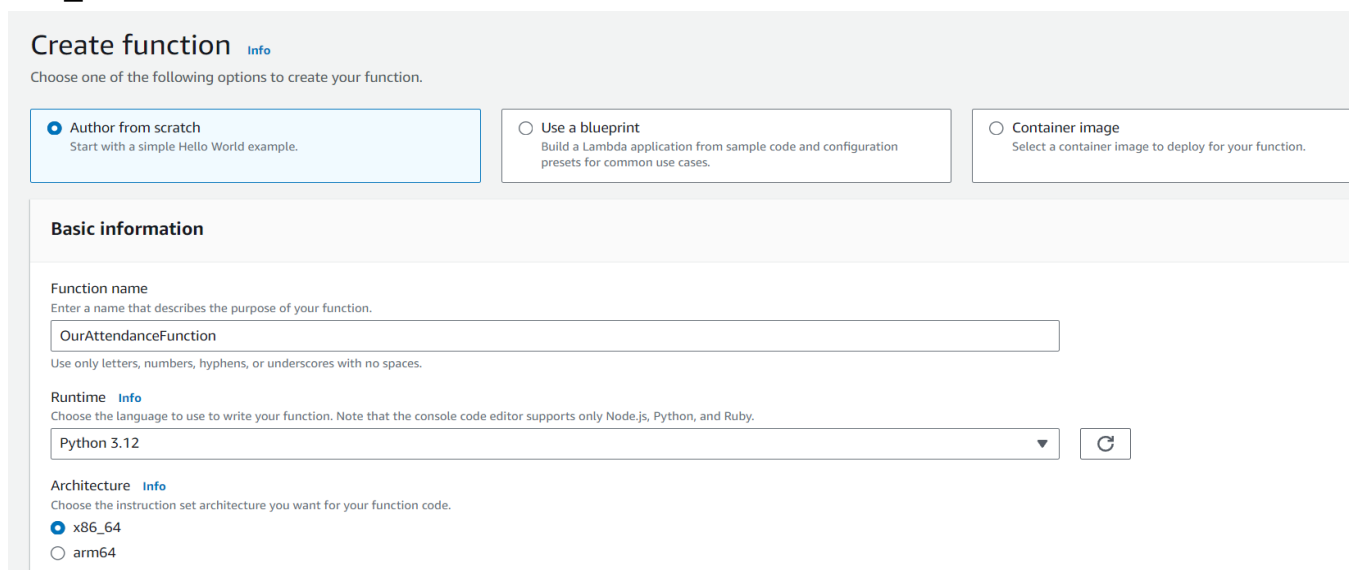 Create function Info
Choose one of the following options to create your function.
Author from scratch
Start with a simple Hello World example.
Use a blueprint
Build a Lambda application from sample code and configuration
presets for common use cases.
Container image
Select a container image to deploy for your function.
Basic information
Function name
Enter a name that describes the purpose of your function.
OurAttendanceFunction
Use only letters, numbers, hyphens, or underscores with no spaces.
Runtime Info
Choose the language to use to write your function. Note that the console code editor supports only Node.js, Python, and Ruby.
Python 3.12
Architecture Info
Choose the instruction set architecture you want for your function code.
x86_64
arm64